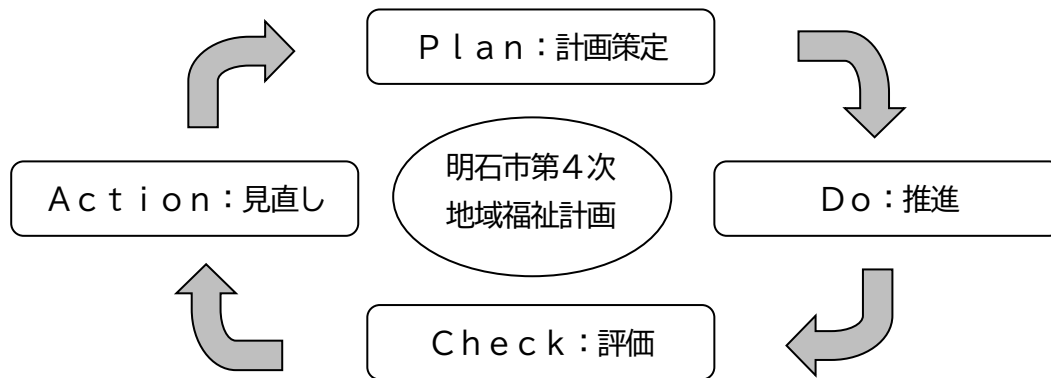 Ｐｌａｎ：計画策定
明石市第４次
地域福祉計画
Ａｃｔｉｏｎ：見直し
Ｄｏ：推進
Ｃｈｅｃｋ：評価